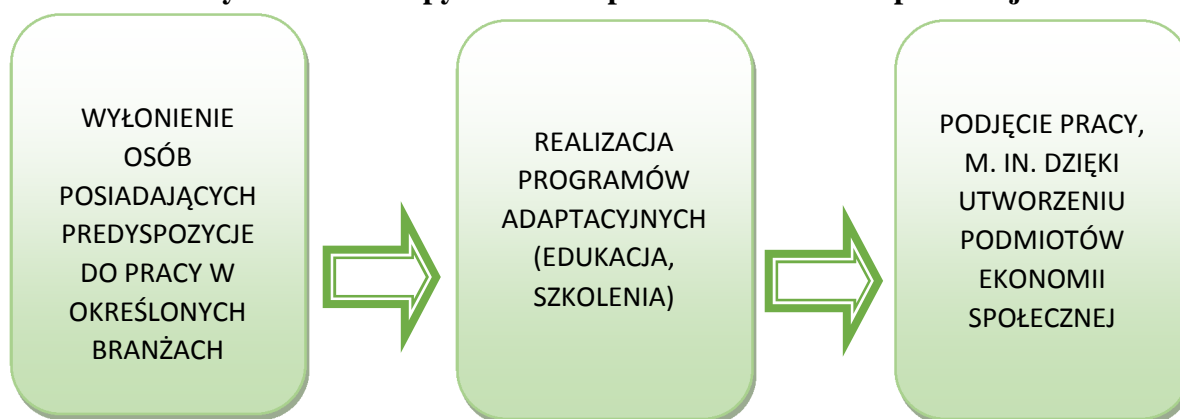 WYŁONIENIE
OSÓB
POSIADAJĄCYCH
PREDYSPOZYCJE
DO PRACY W
OKREŚLONYCH
BRANŻACH
REALIZACJA
PROGRAMÓW
ADAPTACYJNYCH
(EDUKACJA,
SZKOLENIA)
PODJĘCIE PRACY,
M. IN. DZIĘKI
UTWORZENIU
PODMIOTÓW
EKONOMII
SPOŁECZNEJ